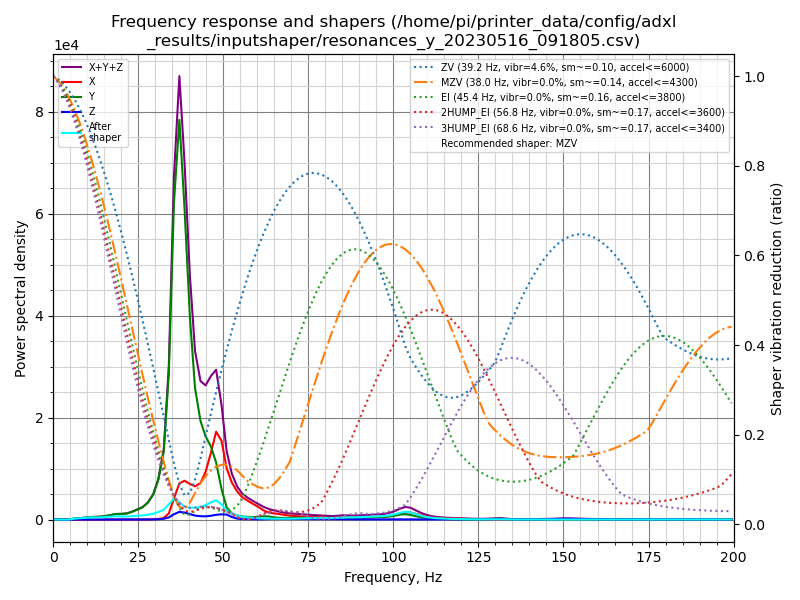 Frequency response and shapers (/home/pi/printer_data/config/adxl
_results/inputshaper/resonances_y_20230516_091805.csv)
1e4
X+Y+Z
X
Y
Z
After
shaper
ZV (39.2 Hz, vibr=4.6%, sm~=0.10, accel<=6000)
MZV (38.0 Hz, vibr=0.0%, sm~=0.14, accel<=4300)
EI (45.4 Hz, vibr=0.0%, sm~=0.16, accel<=3800)
2HUMP_EI (56.8 Hz, vibr=0.0%, sm~=0.17, accel<=3600)
3HUMP_EI (68.6 Hz, vibr=0.0%, sm~=0.17, accel<=3400)
Recommended shaper: MZV
Power spectral density
8
6
4
2
0
1.0
0.8
0.6
0.4
0.2
0.0
Shaper vibration reduction (ratio)
0 25 50 75 100 125 150 175 200
Frequency, Hz